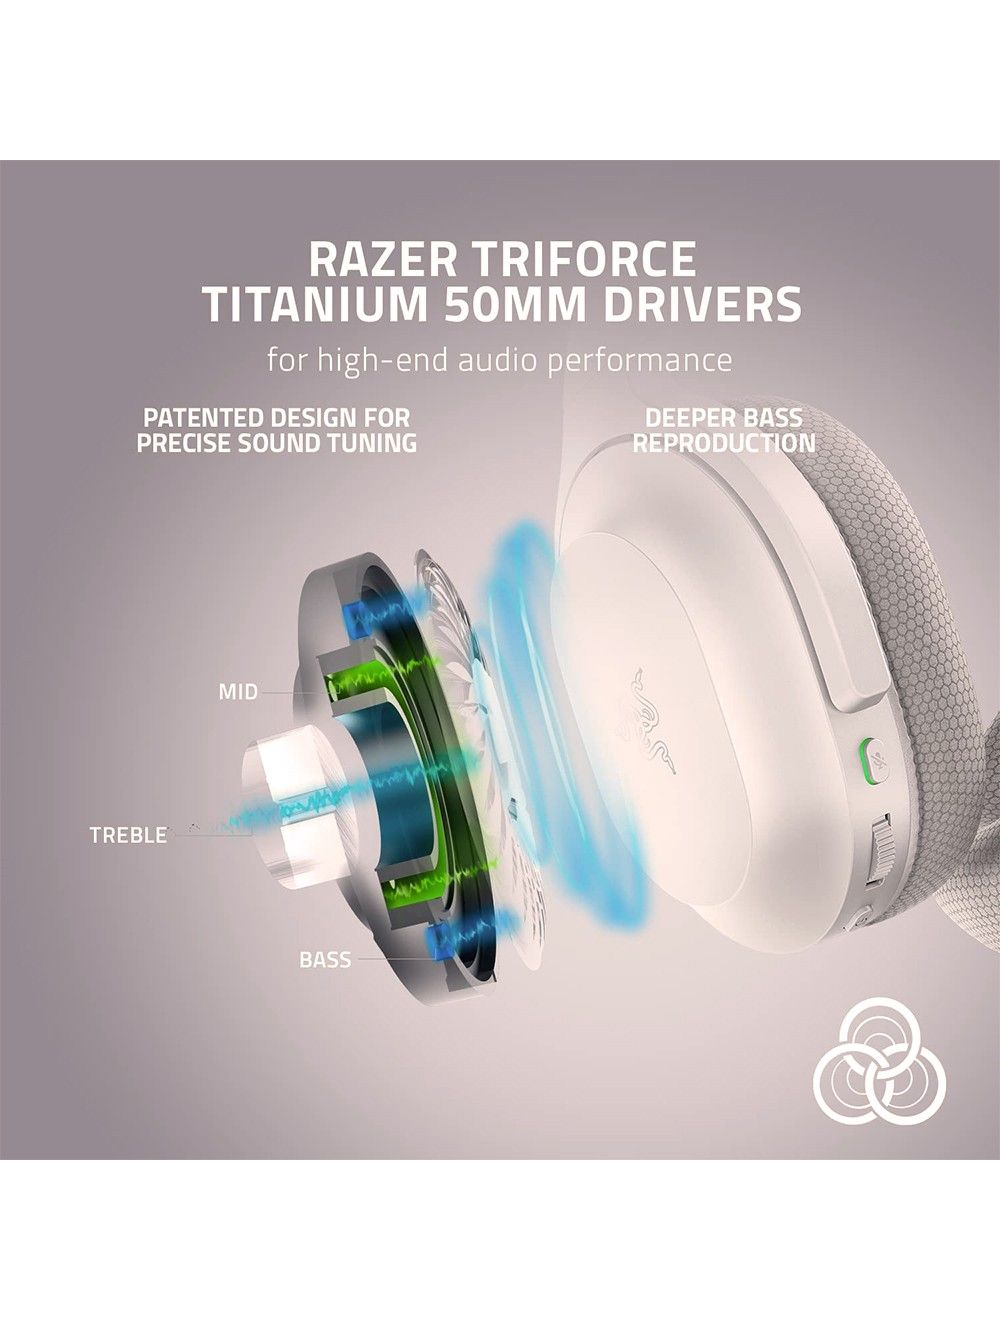 RAZER TRIFORCE
TITANIUM 50MM DRIVERS
for high-end audio performance
PATENTED DESIGN FOR
PRECISE SOUND TUNING
DEEPER BASS
REPRODUCTION
MID
TREBLE
BASS